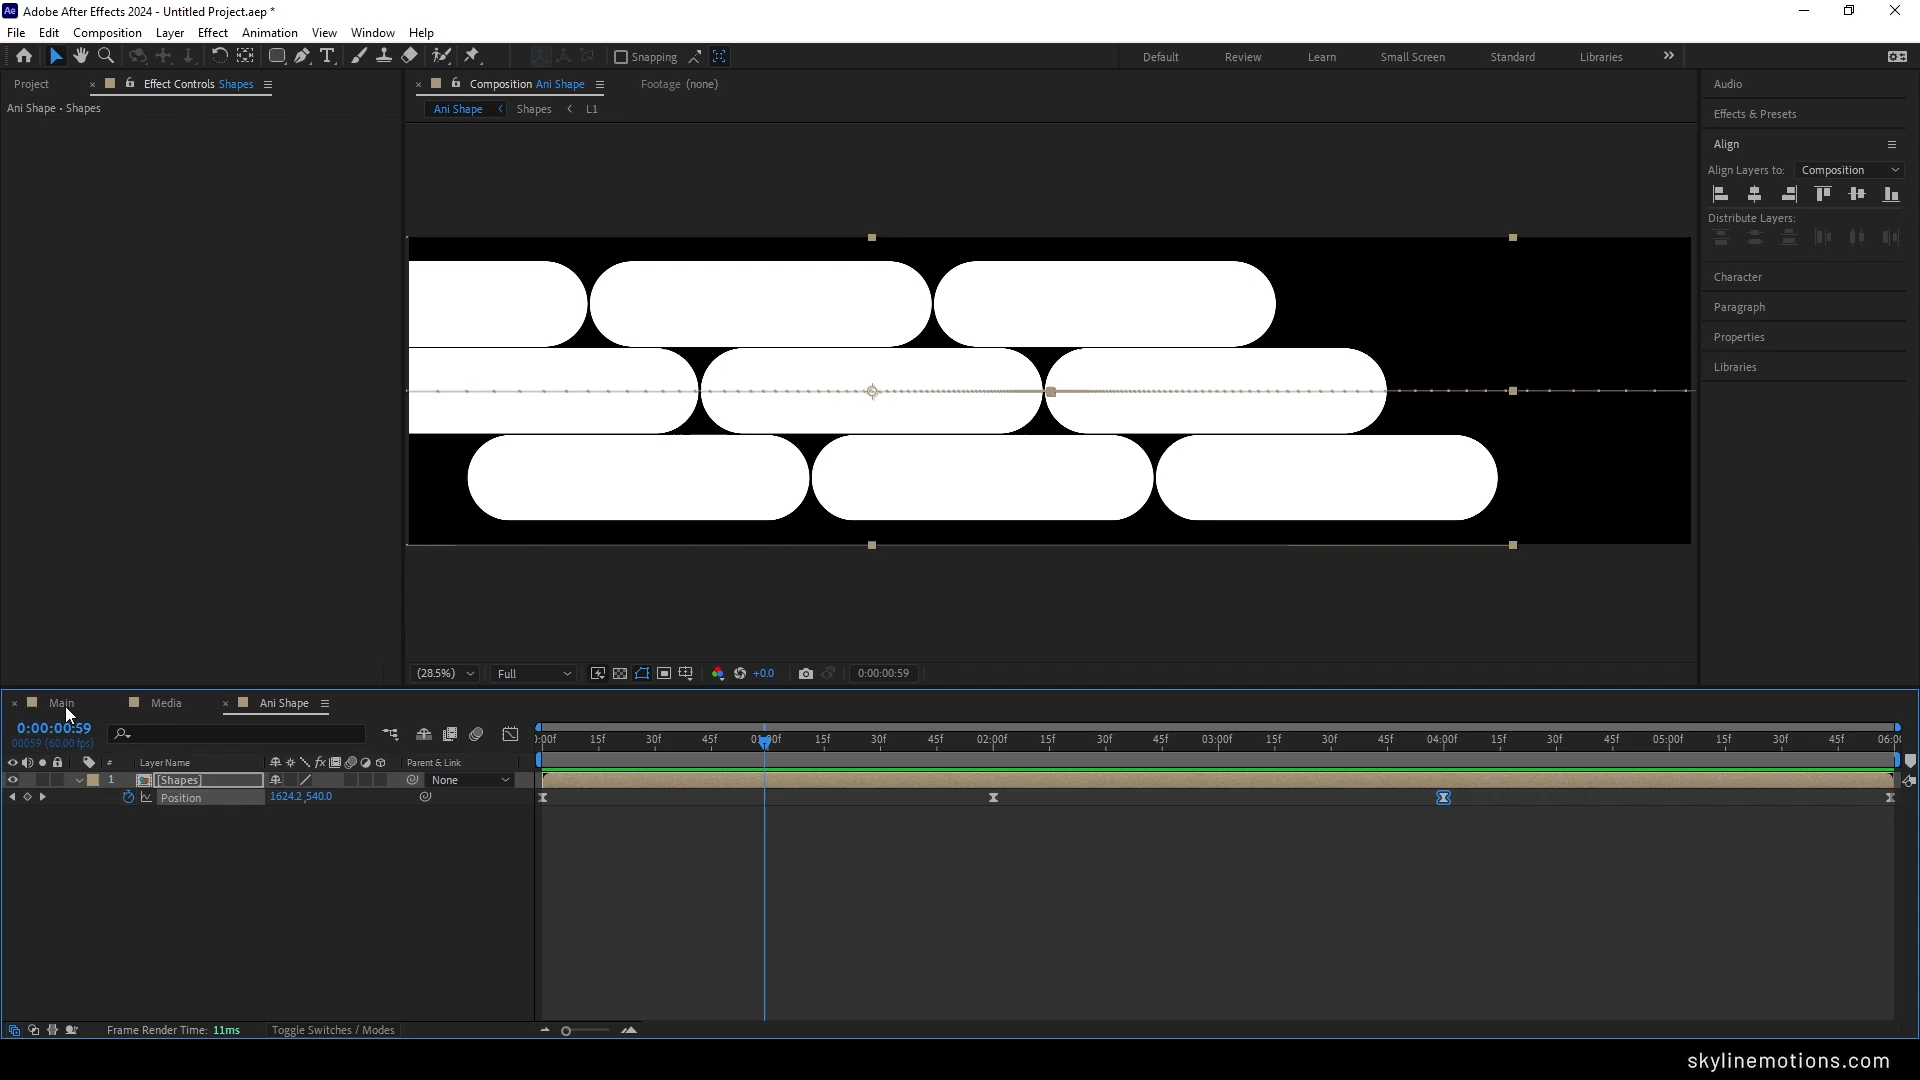 Ae Adobe After Effects 2024 - Untitled Project.aep *
File Edit Composition Layer Effect Animation View Window Help
Snapping Default Review Learn Small Screen Standard Libraries
Project Effect Controls Shapes
Ani Shape • Shapes
Composition Ani Shape Footage (none)
Ani Shape Shapes L1
Audio
Effects & Presets
Align
Align Layers to: Composition
Distribute Layers:
Character
Paragraph
Properties
Libraries
(28.5%) Full +0.0 0:00:00:59
Main Media Ani Shape
0:00:00:59
00059 (60.00 fps)
):00f 15f 30f 45f 01:00f 15f 30f 45f 02:00f 15f 30f 45f 03:00f 15f 30f 45f 04:00f 15f 30f 45f 05:00f 15f 30f 45f 06:00
# Layer Name fx Parent & Link
1 [Shapes] None
Position 1624.2,540.0
Frame Render Time: 11ms Toggle Switches / Modes
skylinemotions.com